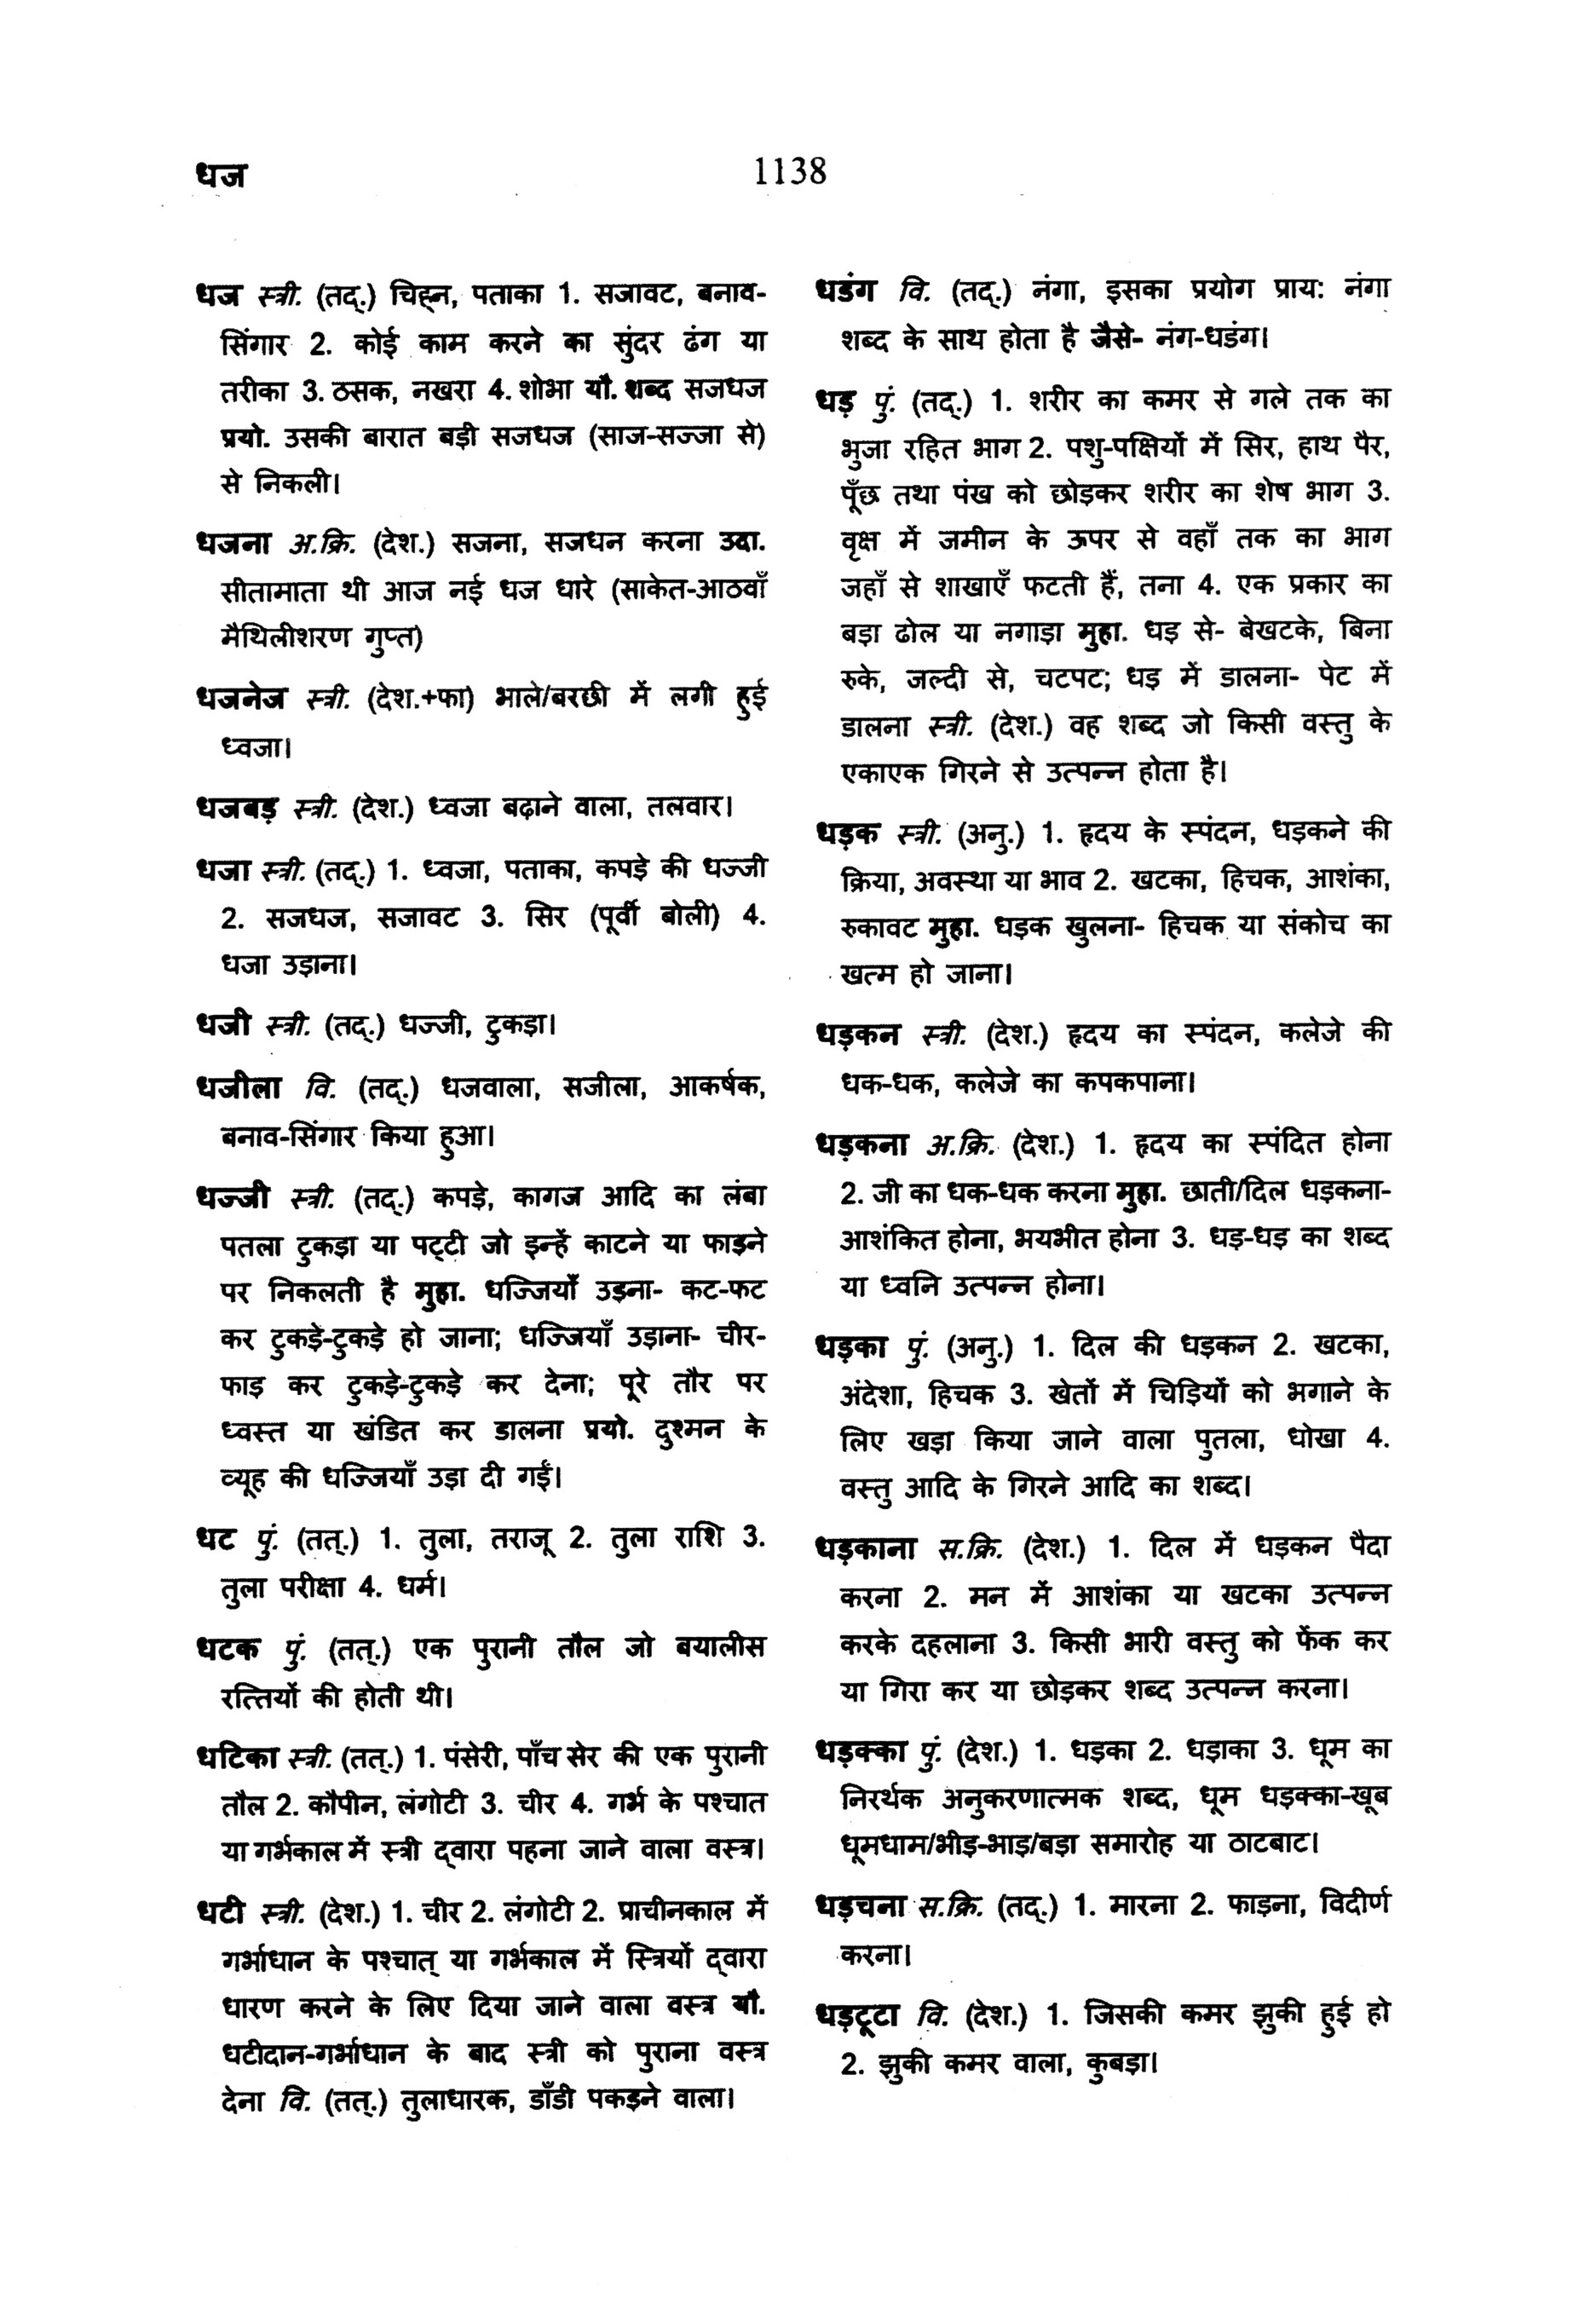 धज
1138
धज स्त्री. (तद्.) चिह्न, पताका 1. सजावट, बनाव-
सिंगार 2. कोई काम करने का सुंदर ढंग या
तरीका 3. ठसक, नखरा 4. शोभा यौ. शब्द सजधज
प्रयो. उसकी बारात बड़ी सजधज (साज-सज्जा से)
से निकली।
धजना अ.क्रि. (देश.) सजना, सजधन करना उदा.
सीतामाता थी आज नई धज धारे (साकेत-आठवाँ
मैथिलीशरण गुप्त)
धजनेज स्त्री. (देश.+फा) भाले/बरछी में लगी हुई
ध्वजा।
धजबड़ स्त्री. (देश.) ध्वजा बढ़ाने वाला, तलवार।
धजा स्त्री. (तद्.) 1. ध्वजा, पताका, कपड़े की धज्जी
2. सजधज, सजावट 3. सिर (पूर्वी बोली) 4.
धजा उड़ाना।
धजी स्त्री. (तद्.) धज्जी, टुकड़ा।
धजीला वि. (तद्.) धजवाला, सजीला, आकर्षक,
बनाव-सिंगार किया हुआ।
धज्जी स्त्री. (तद्.) कपड़े, कागज आदि का लंबा
पतला टुकड़ा या पट्टी जो इन्हें काटने या फाड़ने
पर निकलती है मुहा. धज्जियाँ उड़ना- कट-फट
कर टुकड़े-टुकड़े हो जाना; धज्जियाँ उड़ाना- चीर-
फाड़ कर टुकड़े-टुकड़े कर देना; पूरे तौर पर
ध्वस्त या खंडित कर डालना प्रयो. दुश्मन के
व्यूह की धज्जियाँ उड़ा दी गईं।
धट पुं. (तत्.) 1. तुला, तराजू 2. तुला राशि 3.
तुला परीक्षा 4. धर्म।
धटक पुं. (तत्.) एक पुरानी तौल जो बयालीस
रत्तियों की होती थी।
धटिका स्त्री. (तत्.) 1. पंसेरी, पाँच सेर की एक पुरानी
तौल 2. कौपीन, लंगोटी 3. चीर 4. गर्भ के पश्चात
या गर्भकाल में स्त्री द्वारा पहना जाने वाला वस्त्र।
धटी स्त्री. (देश.) 1. चीर 2. लंगोटी 2. प्राचीनकाल में
गर्भाधान के पश्चात् या गर्भकाल में स्त्रियों द्वारा
धारण करने के लिए दिया जाने वाला वस्त्र यौ.
धटीदान-गर्भाधान के बाद स्त्री को पुराना वस्त्र
देना वि. (तत्.) तुलाधारक, डाँडी पकड़ने वाला।
धडंग वि. (तद्.) नंगा, इसका प्रयोग प्राय: नंगा
शब्द के साथ होता है जैसे- नंग-धडंग।
धड़ पुं. (तद्.) 1. शरीर का कमर से गले तक का
भुजा रहित भाग 2. पशु-पक्षियों में सिर, हाथ पैर,
पूँछ तथा पंख को छोड़कर शरीर का शेष भाग 3.
वृक्ष में जमीन के ऊपर से वहाँ तक का भाग
जहाँ से शाखाएँ फटती हैं, तना 4. एक प्रकार का
बड़ा ढोल या नगाड़ा मुहा. धड़ से- बेखटके, बिना
रुके, जल्दी से, चटपट; धड़ में डालना- पेट में
डालना स्त्री. (देश.) वह शब्द जो किसी वस्तु के
एकाएक गिरने से उत्पन्न होता है।
धड़क स्त्री. (अनु.) 1. हृदय के स्पंदन, धड़कने की
क्रिया, अवस्था या भाव 2. खटका, हिचक, आशंका,
रुकावट मुहा. धड़क खुलना- हिचक या संकोच का
खत्म हो जाना।
धड़कन स्त्री. (देश.) हृदय का स्पंदन, कलेजे की
धक-धक, कलेजे का कपकपाना।
धड़कना अ.क्रि. (देश.) 1. हृदय का स्पंदित होना
2. जी का धक-धक करना मुहा. छाती/दिल धड़कना-
आशंकित होना, भयभीत होना 3. धड़-धड़ का शब्द
या ध्वनि उत्पन्न होना।
धड़का पुं. (अनु.) 1. दिल की धड़कन 2. खटका,
अंदेशा, हिचक 3. खेतों में चिड़ियों को भगाने के
लिए खड़ा किया जाने वाला पुतला, धोखा 4.
वस्तु आदि के गिरने आदि का शब्द।
धड़काना स.क्रि. (देश.) 1. दिल में धड़कन पैदा
करना 2. मन में आशंका या खटका उत्पन्न
करके दहलाना 3. किसी भारी वस्तु को फेंक कर
या गिरा कर या छोड़कर शब्द उत्पन्न करना।
धड़क्का पुं. (देश.) 1. धड़का 2. धड़ाका 3. धूम का
निरर्थक अनुकरणात्मक शब्द, धूम धड़क्का-खूब
धूमधाम/भीड़-भाड़/बड़ा समारोह या ठाटबाट।
धड़चना स.क्रि. (तद्.) 1. मारना 2. फाड़ना, विदीर्ण
करना।
धड़टूटा वि. (देश.) 1. जिसकी कमर झुकी हुई हो
2. झुकी कमर वाला, कुबड़ा।